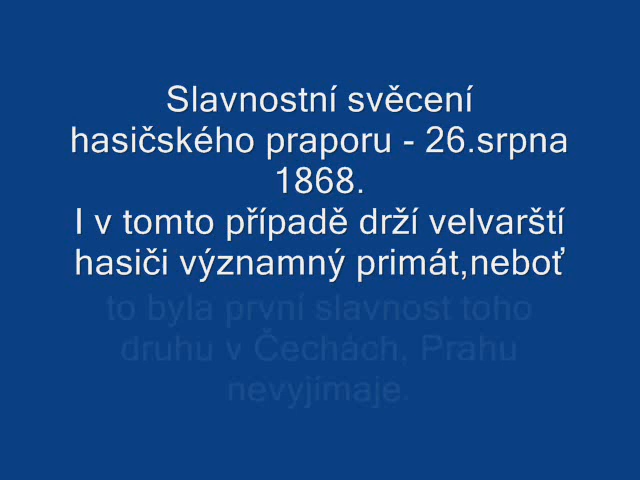 Slavnostní svěcení
hasičského praporu - 26.srpna
1868.
I v tomto případě drží velvarští
hasiči významný primát,neboť
to byla první slavnost toho
druhu v Čechách, Prahu
nevyjímaje.